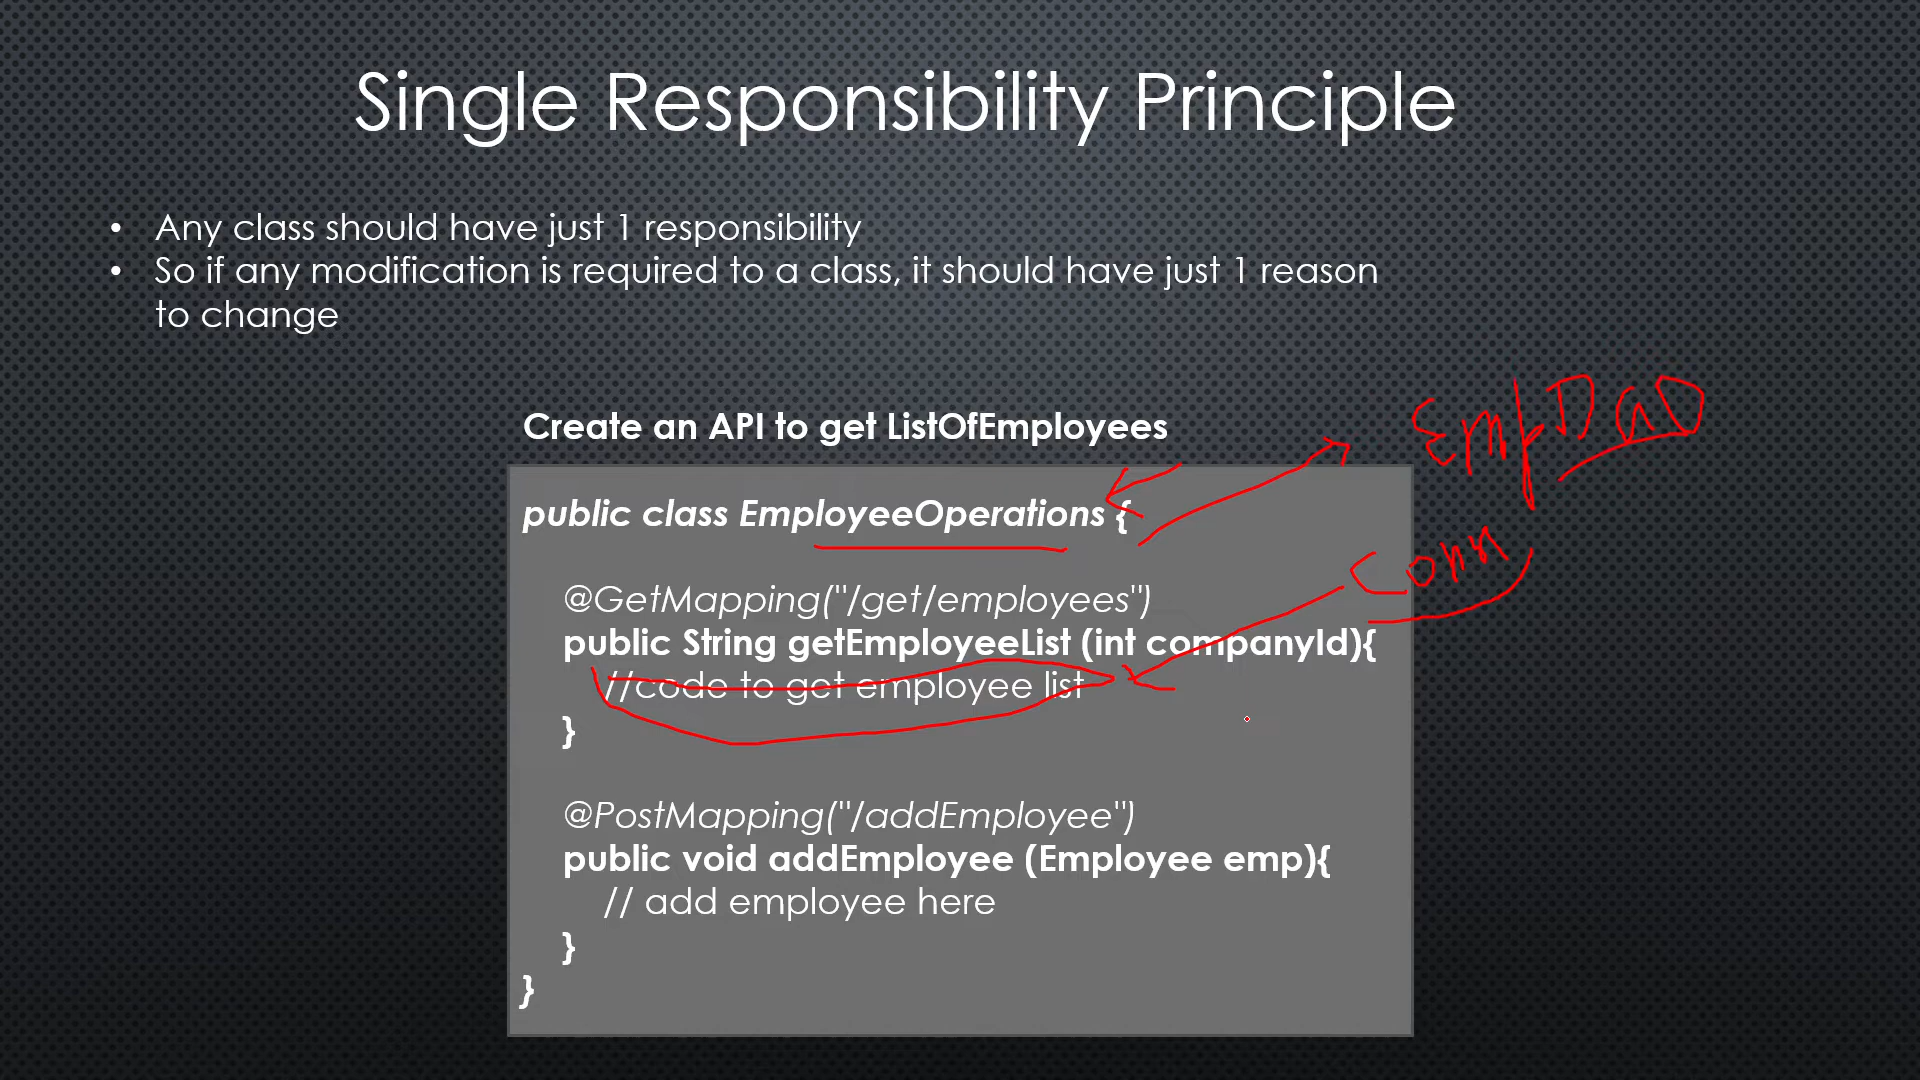 Single Responsibility Principle
• Any class should have just 1 responsibility
• So if any modification is required to a class, it should have just 1 reason
to change
Create an API to get ListOfEmployees
EmpDAO
public class EmployeeOperations {
Conn
@GetMapping("/get/employees")
public String getEmployeeList (int companyId){
//code to get employee list
}
@PostMapping("/addEmployee")
public void addEmployee (Employee emp){
// add employee here
}
}